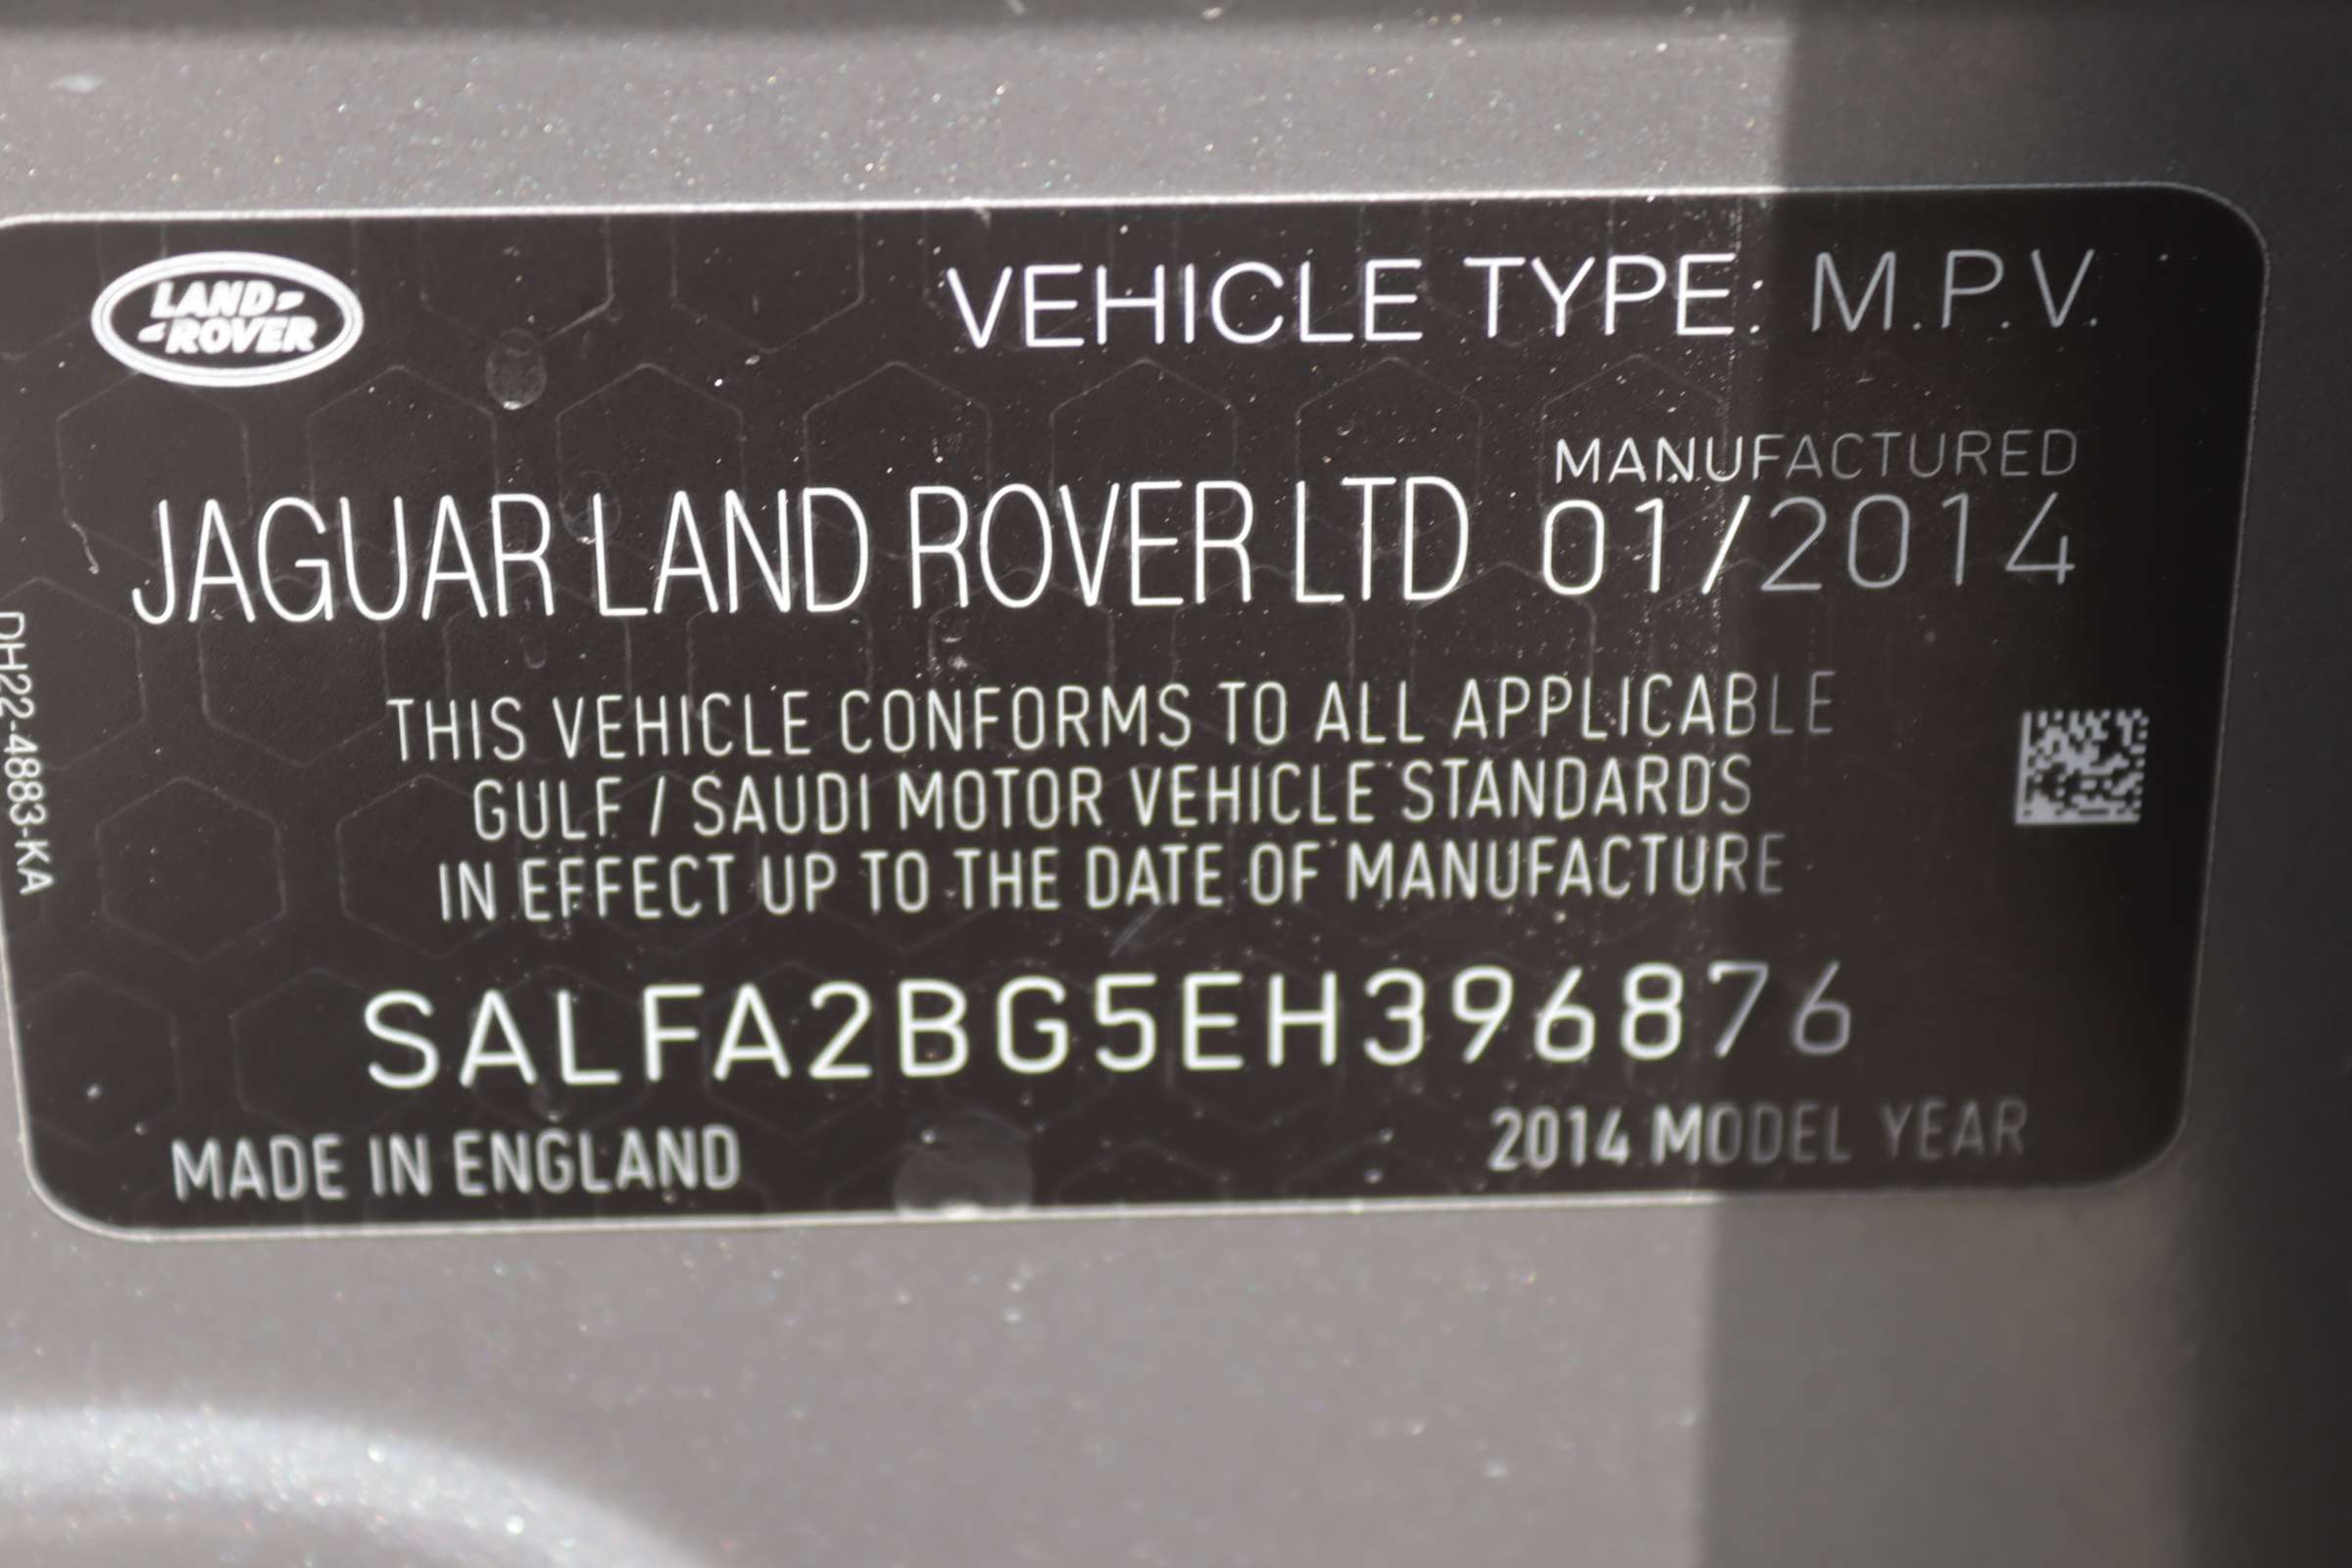 LAND
ROVER
VEHICLE TYPE: M.P.V.
MANUFACTURED
JAGUAR LAND ROVER LTD 01/2014
THIS VEHICLE CONFORMS TO ALL APPLICABLE
GULF / SAUDI MOTOR VEHICLE STANDARDS
IN EFFECT UP TO THE DATE OF MANUFACTURE
SALFA2BG5EH396876
MADE IN ENGLAND 2014 MODEL YEAR
DH22-4883-KA